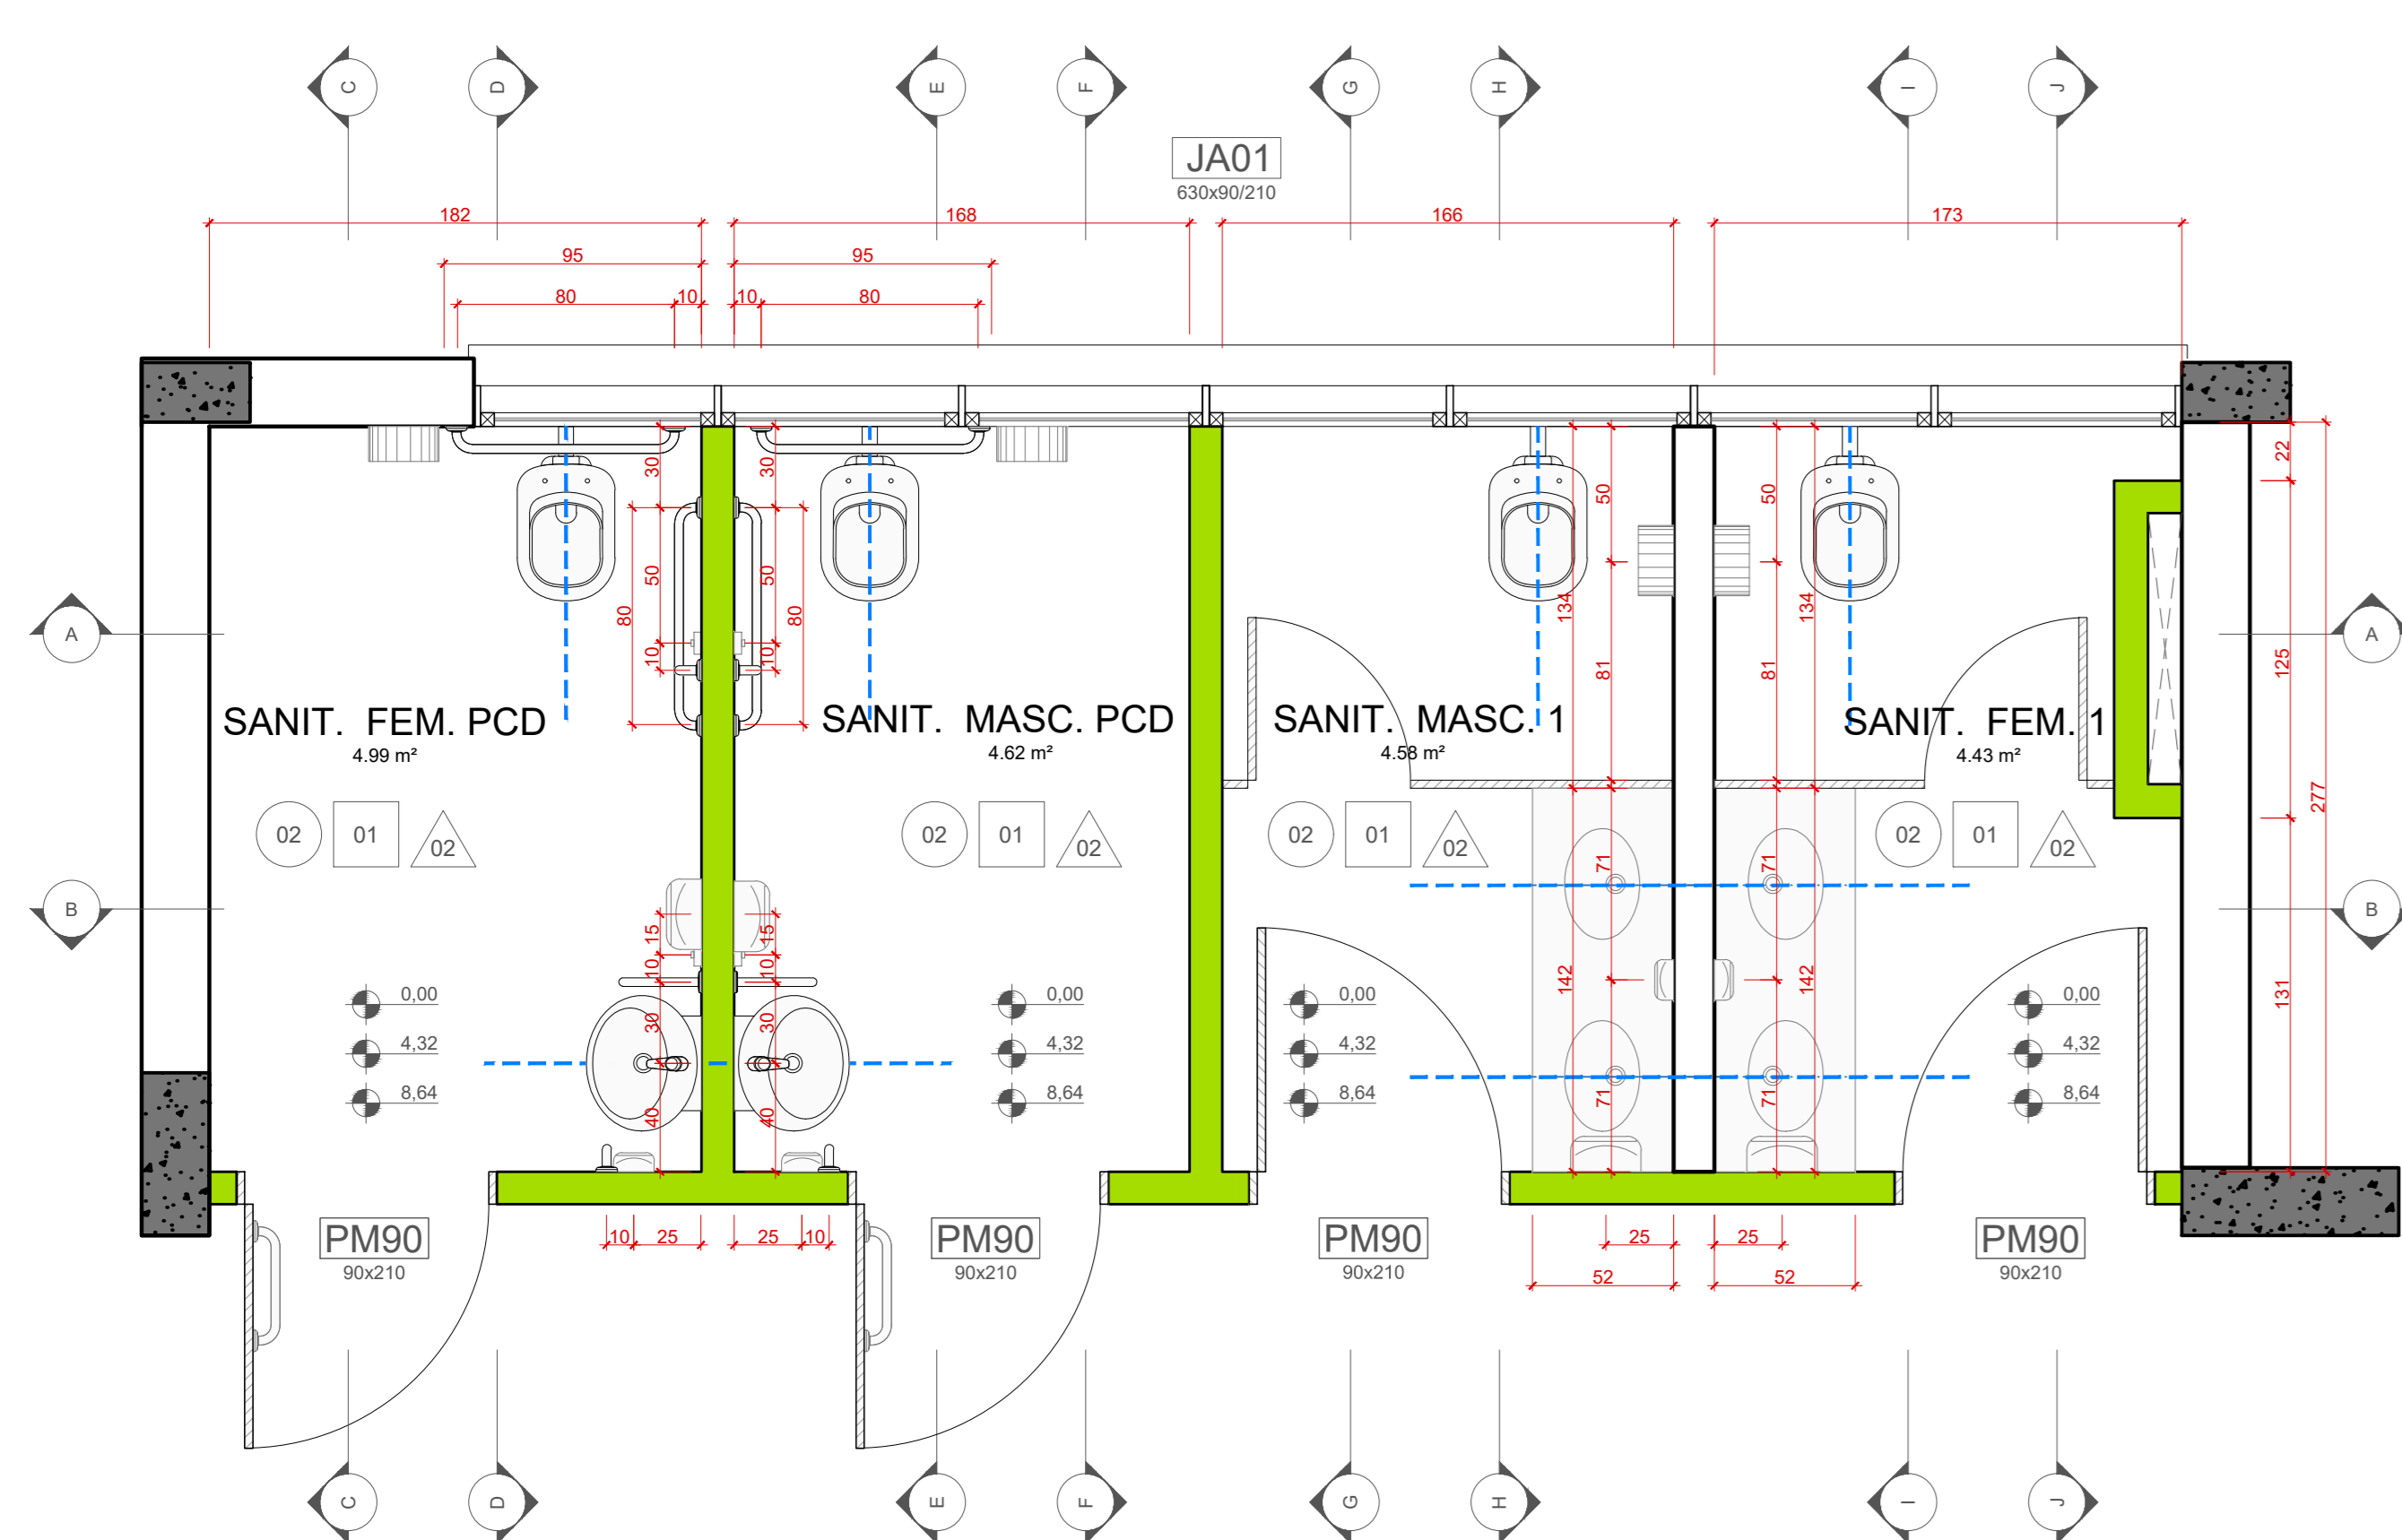 C D E F G H I J
JA01
630x90/210
182 168 166 173
95 95
80 10 10 80
30 30 50 50 22
50 50
80 80 134 134
10 10 81 81 125 277
A A
SANIT. FEM. PCD
4.99 m²
SANIT. MASC. PCD
4.62 m²
SANIT. MASC. 1
4.58 m²
SANIT. FEM. 1
4.43 m²
02 01 02 02 01 02 02 01 02 02 01 02
71 71
B B
15 15
10 10 142 142 131
0,00 0,00 0,00 0,00
30 30
4,32 4,32 4,32 4,32
8,64 8,64 8,64 8,64
40 40 71 71
PM90 PM90 PM90 PM90
90x210 90x210 90x210 90x210
10 25 25 10 25 25
52 52
C D E F G H I J